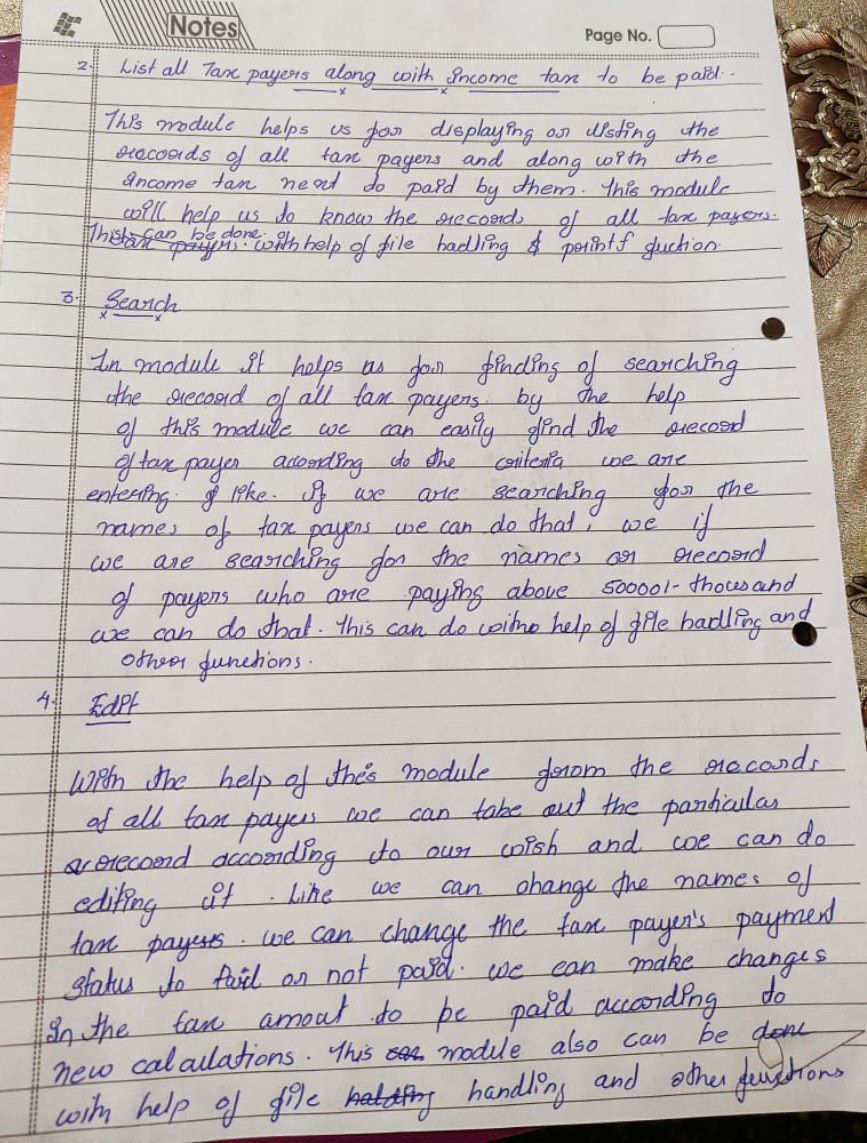 Notes
Page No.
2. List all Tax payers along with Income tax to be paid.
This module helps us for displaying or listing the
records of all tax payers and along with the
Income tax next to paid by them. this module
will help us to know the records of all tax payers.
This can be done. with help of file hadling & printf fuction.
3. Search
In module it helps us for finding of searching
the record of all tax payers. by the help
of this module we can easily find the record
of tax payer according to the criteria we are
entering. like. if we are searching for the
names of tax payers we can do that, we if
we are searching for the names or record
of payers who are paying above 50000/- thousand
we can do that. This can do with help of file hadling and
other functions.
4. Edit
With the help of this module from the records
of all tax payers we can take out the particular
record according to our wish and we can do
editing it. Like we can change the names of
tax payers. we can change the tax payer's payment
status to Paid or not paid. we can make changes
in the tax amout to be paid according to
new calculations. This module also can be done
with help of file handling and other functions